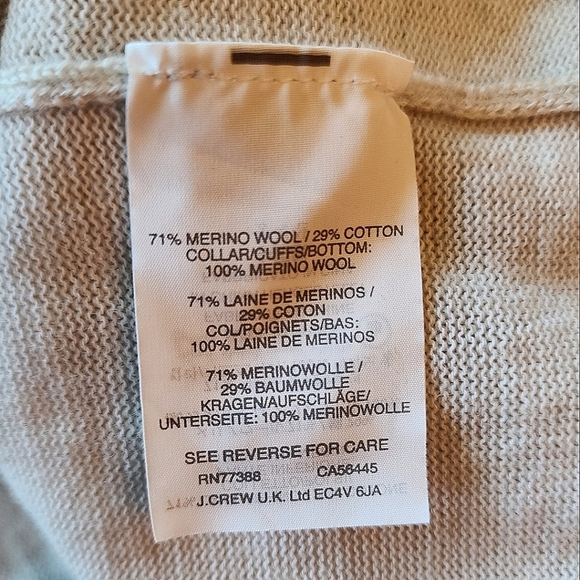 71% MERINO WOOL / 29% COTTON
COLLAR/CUFFS/BOTTOM:
100% MERINO WOOL
71% LAINE DE MERINOS /
29% COTON
COL/POIGNETS/BAS:
100% LAINE DE MERINOS
71% MERINOWOLLE /
29% BAUMWOLLE
KRAGEN/AUFSCHLÄGE/
UNTERSEITE: 100% MERINOWOLLE
SEE REVERSE FOR CARE
RN77388 CA56445
J.CREW U.K. Ltd EC4V 6JA